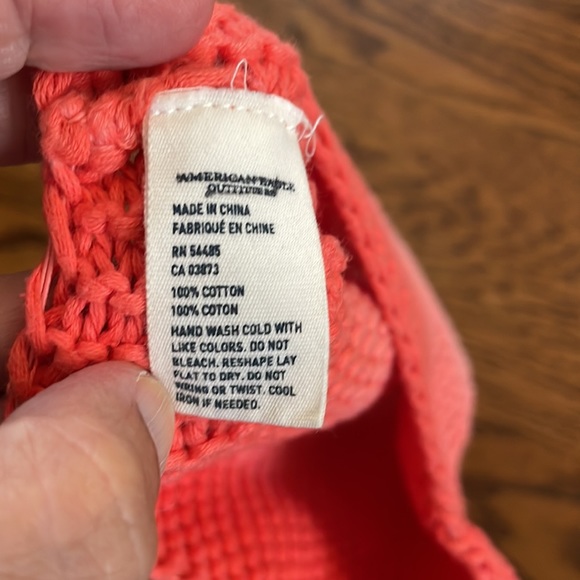 AMERICAN EAGLE
OUTFITTERS
MADE IN CHINA
FABRIQUÉ EN CHINE
RN 54485
CA 03873
100% COTTON
100% COTON
HAND WASH COLD WITH
LIKE COLORS. DO NOT
BLEACH. RESHAPE LAY
FLAT TO DRY. DO NOT
WRING OR TWIST. COOL
IRON IF NEEDED.